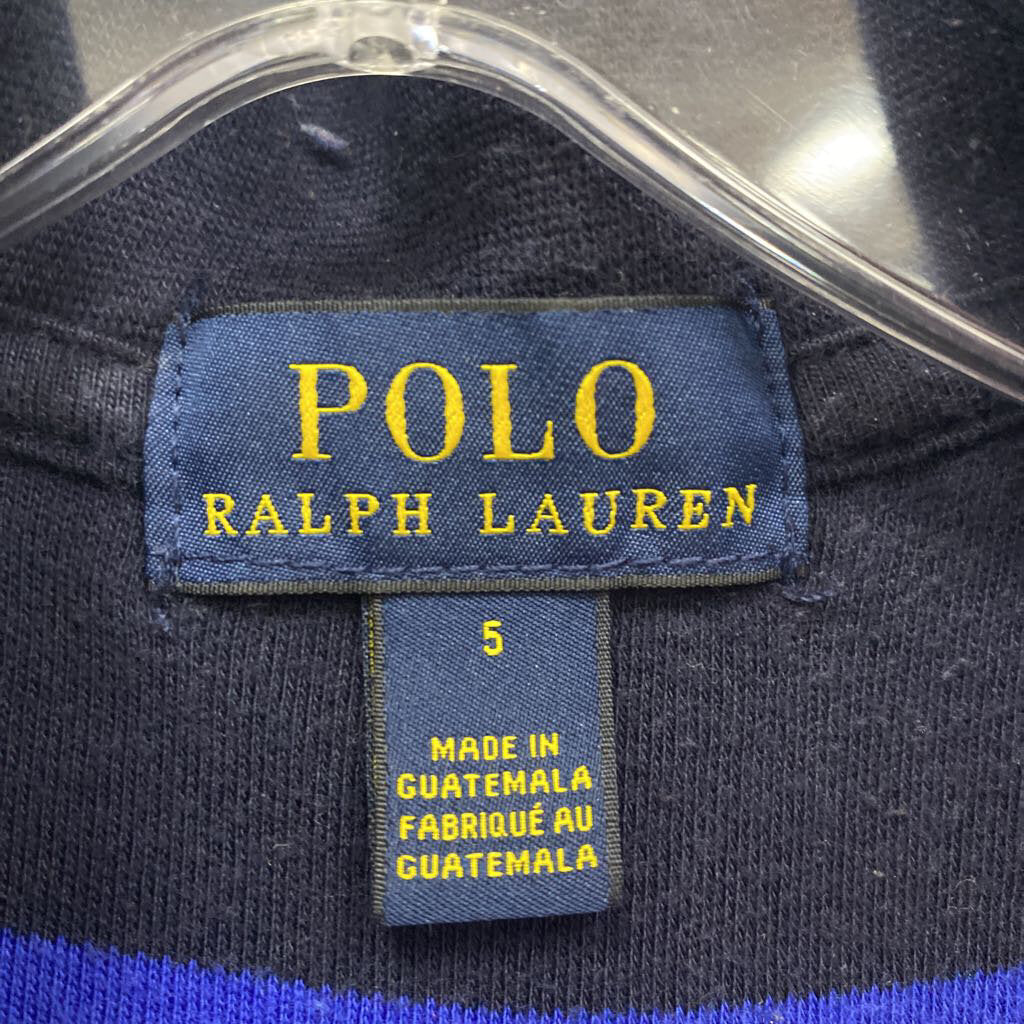 POLO
RALPH LAUREN
5
MADE IN
GUATEMALA
FABRIQUÉ AU
GUATEMALA